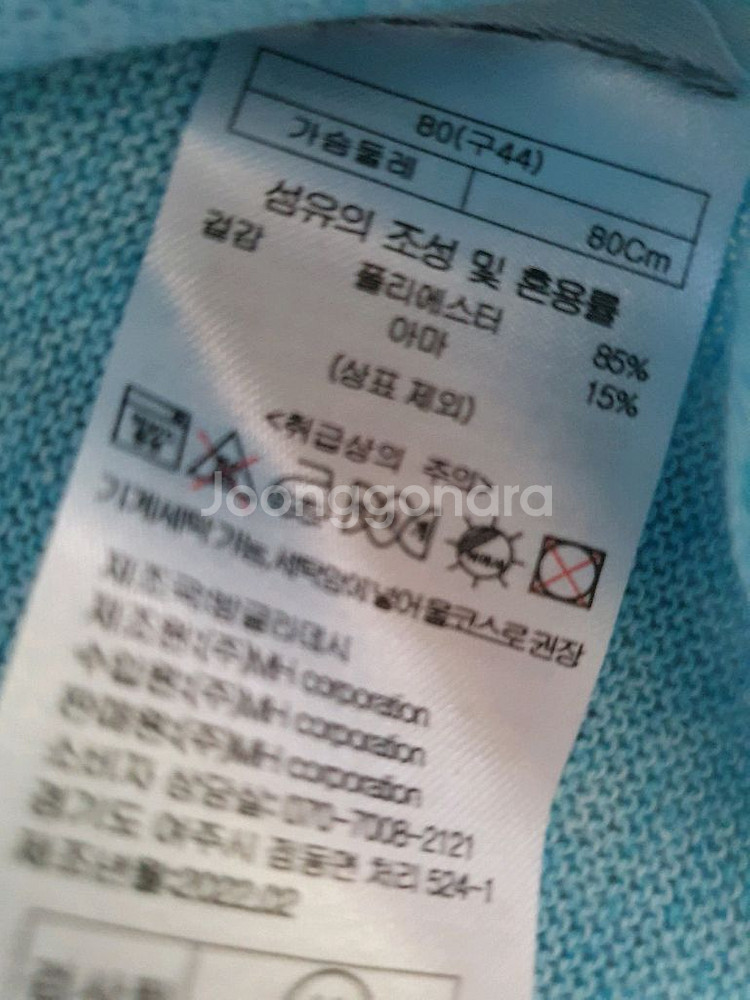 80(구44)
가슴둘레 80Cm
섬유의 조성 및 혼용률
겉감 폴리에스터 85%
아마 15%
(상표 제외)
<취급상의 주의>
Joonggonara
기계세탁가능,세탁망에넣어울코스로권장
제조국:방글라데시
제조원:(주)MH corporation
수입원:(주)MH corporation
판매원:(주)MH corporation
소비자 상담실: 070-7008-2121
경기도 여주시 점동면 처리 524-1
제조년월:2022.02